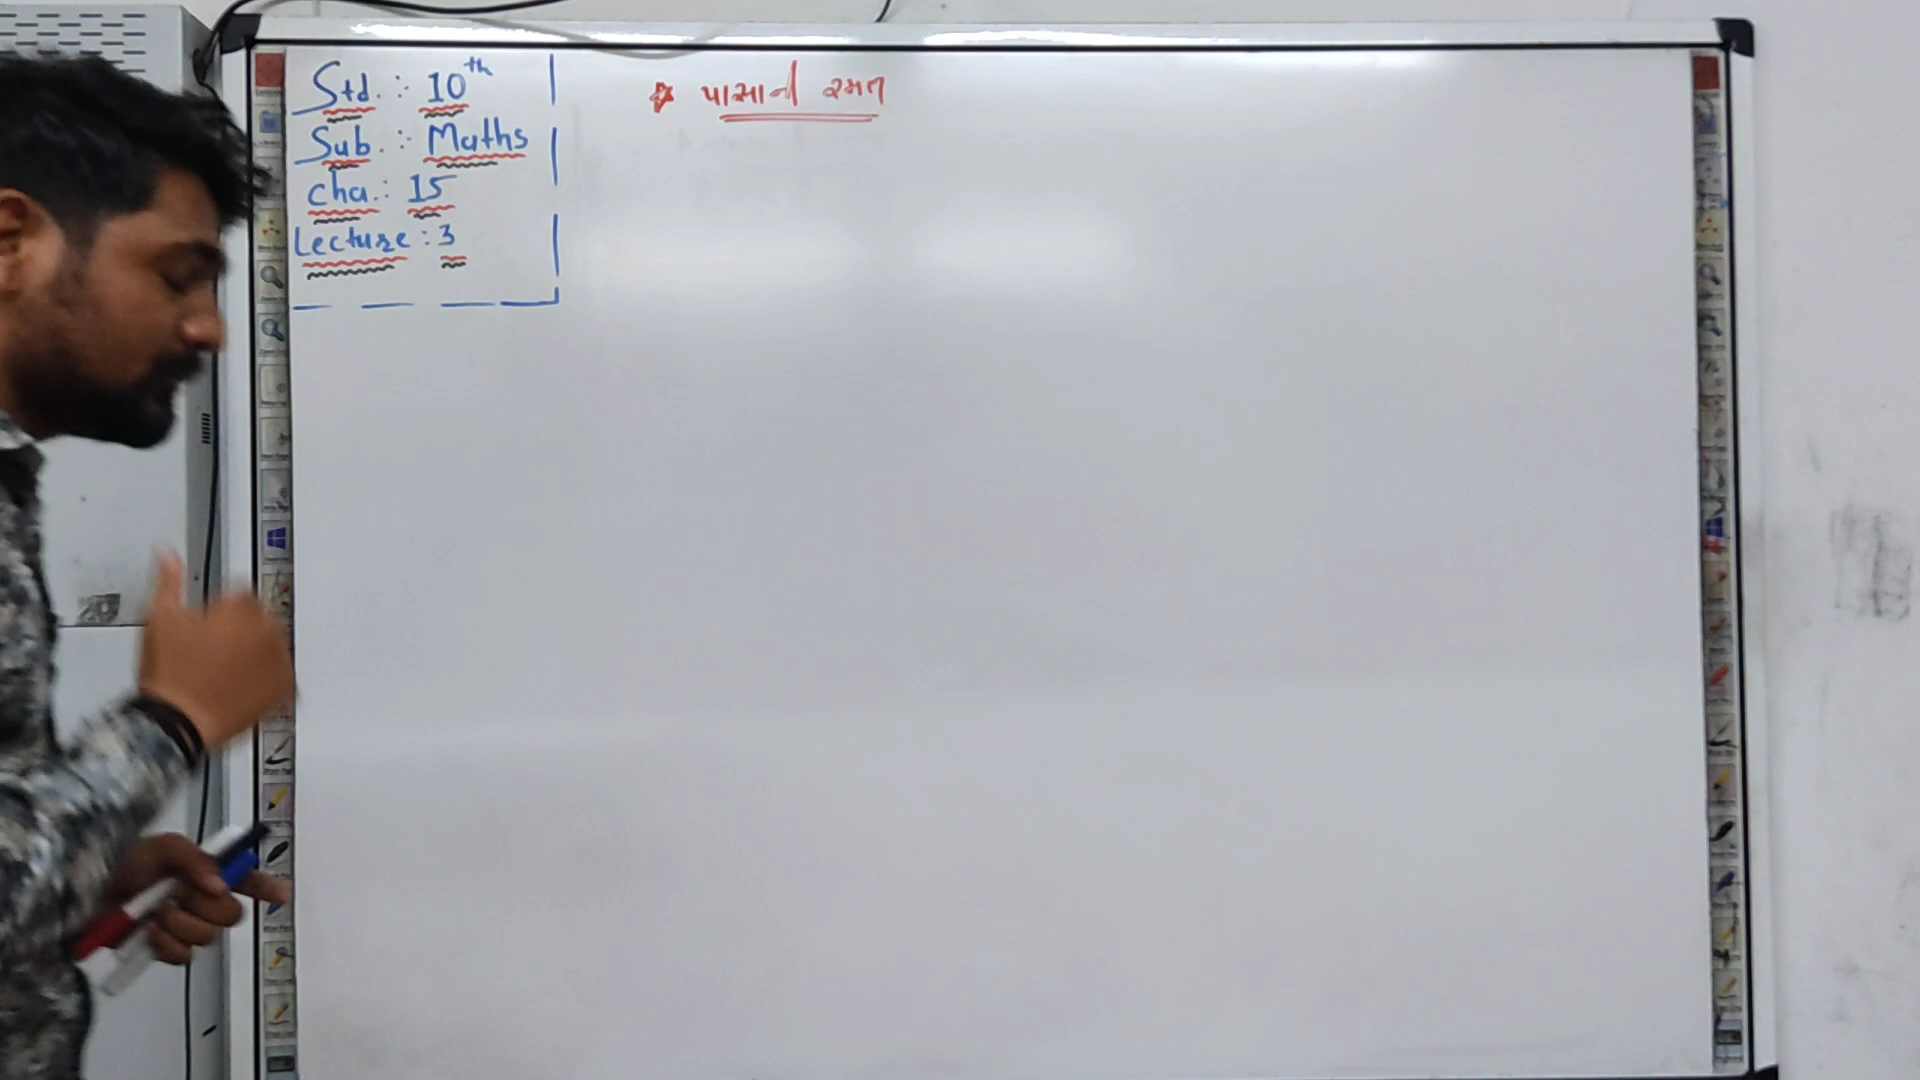 Std. : 10th
Sub. : Maths
cha. : 15
Lecture : 3
પાસાની રમત